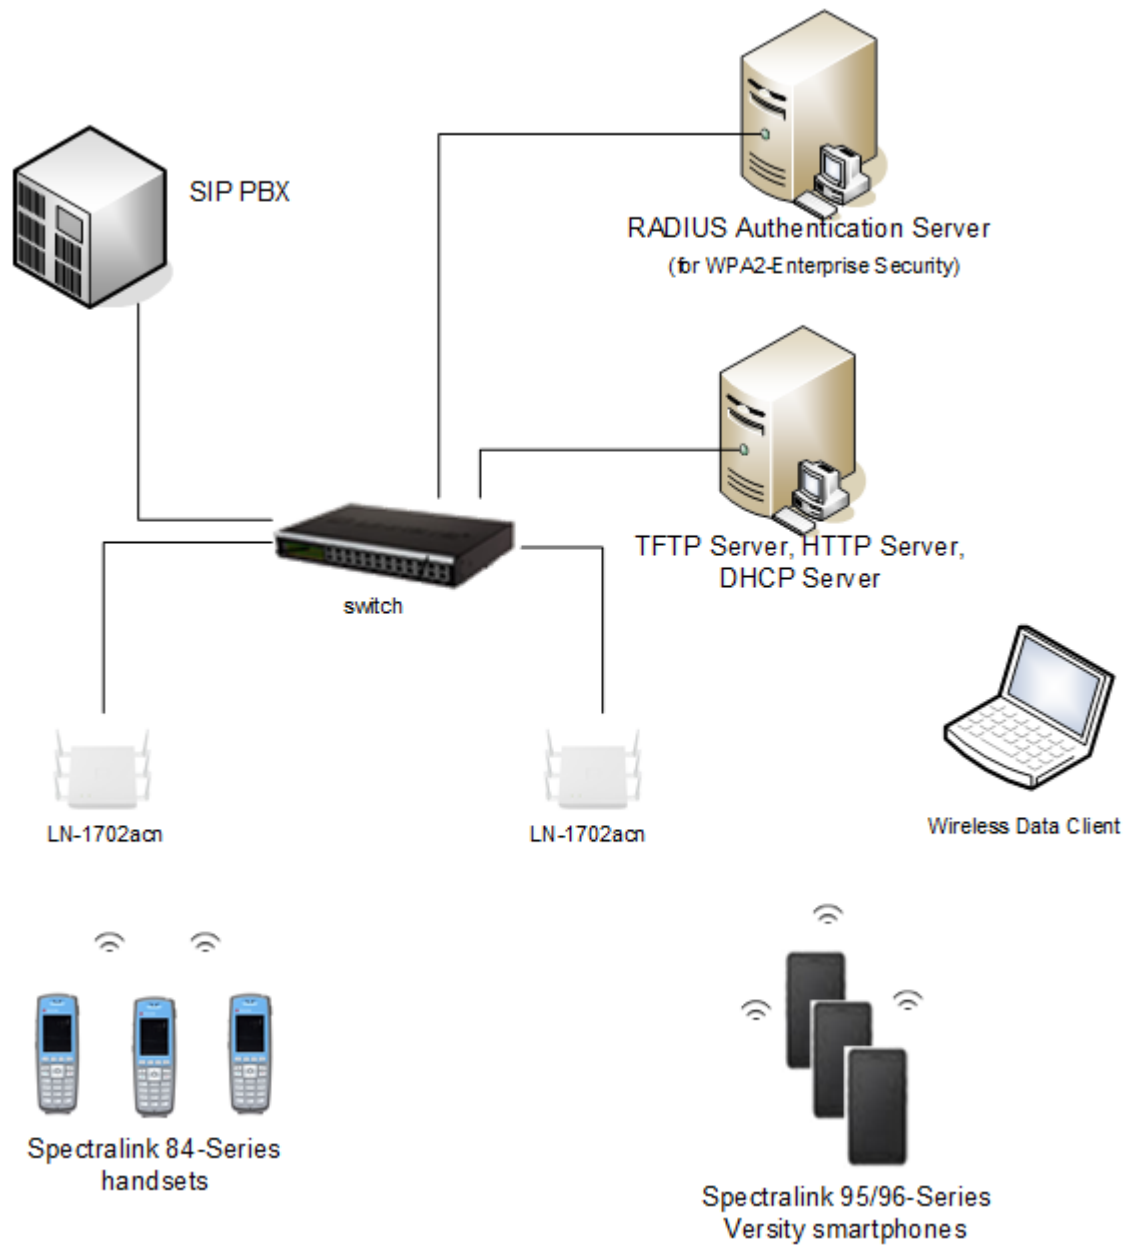 SIP PBX
RADIUS Authentication Server
(for WPA2-Enterprise Security)
TFTP Server, HTTP Server,
DHCP Server
switch
LN-1702acn
LN-1702acn
Wireless Data Client
Spectralink 84-Series
handsets
Spectralink 95/96-Series
Versity smartphones